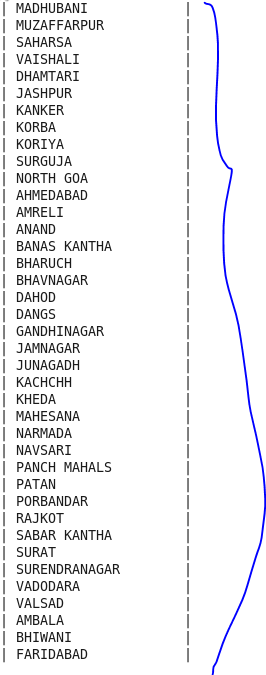 | MADHUBANI |
| MUZAFFARPUR |
| SAHARSA |
| VAISHALI |
| DHAMTARI |
| JASHPUR |
| KANKER |
| KORBA |
| KORIYA |
| SURGUJA |
| NORTH GOA |
| AHMEDABAD |
| AMRELI |
| ANAND |
| BANAS KANTHA |
| BHARUCH |
| BHAVNAGAR |
| DAHOD |
| DANGS |
| GANDHINAGAR |
| JAMNAGAR |
| JUNAGADH |
| KACHCHH |
| KHEDA |
| MAHESANA |
| NARMADA |
| NAVSARI |
| PANCH MAHALS |
| PATAN |
| PORBANDAR |
| RAJKOT |
| SABAR KANTHA |
| SURAT |
| SURENDRANAGAR |
| VADODARA |
| VALSAD |
| AMBALA |
| BHIWANI |
| FARIDABAD |